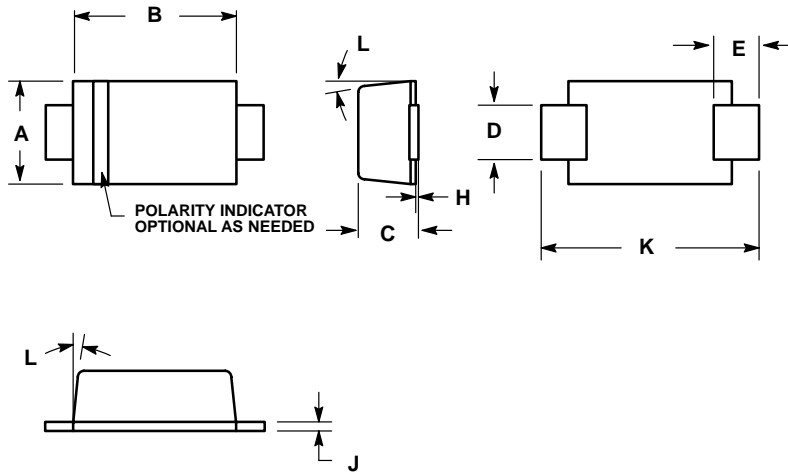 B
L
E
A
D
POLARITY INDICATOR
OPTIONAL AS NEEDED
H
C
K
L
J